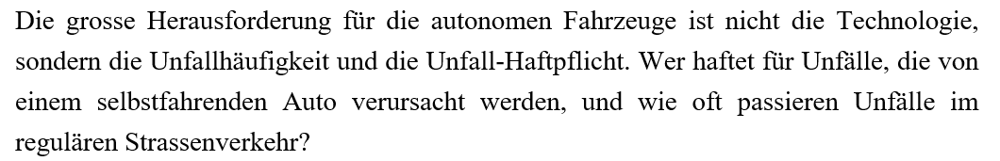 Die grosse Herausforderung für die autonomen Fahrzeuge ist nicht die Technologie,
sondern die Unfallhäufigkeit und die Unfall-Haftpflicht. Wer haftet für Unfälle, die von
einem selbstfahrenden Auto verursacht werden, und wie oft passieren Unfälle im
regulären Strassenverkehr?